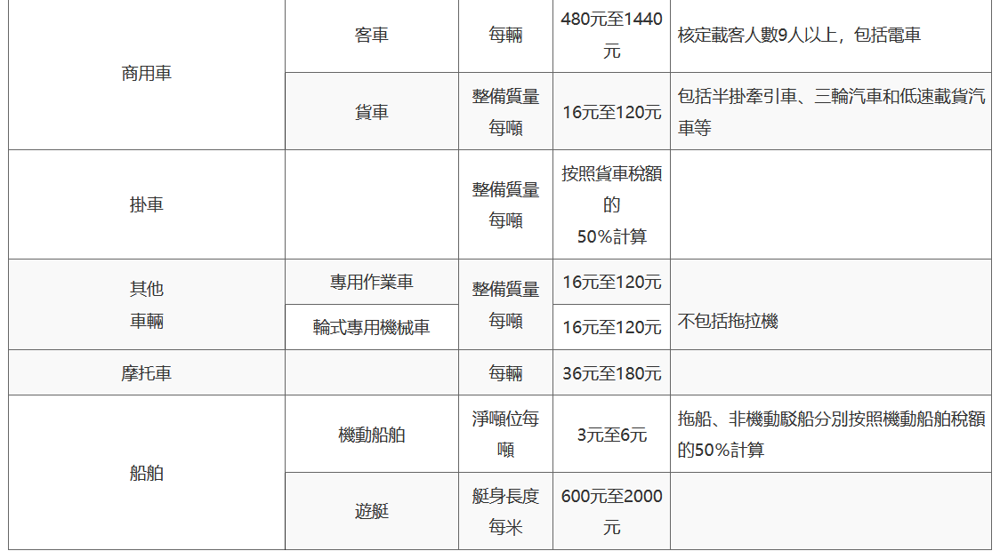 商用車
客車
每輛
480元至1440
元
核定載客人數9人以上，包括電車
貨車
整備質量
每噸
16元至120元
包括半掛牽引車、三輪汽車和低速載貨汽
車等
掛車
整備質量
每噸
按照貨車稅額
的
50%計算
其他
車輛
專用作業車
整備質量
每噸
16元至120元
不包括拖拉機
輪式專用機械車
16元至120元
摩托車
每輛
36元至180元
船舶
機動船舶
淨噸位每
噸
3元至6元
拖船、非機動駁船分別按照機動船舶稅額
的50%計算
遊艇
艇身長度
每米
600元至2000
元